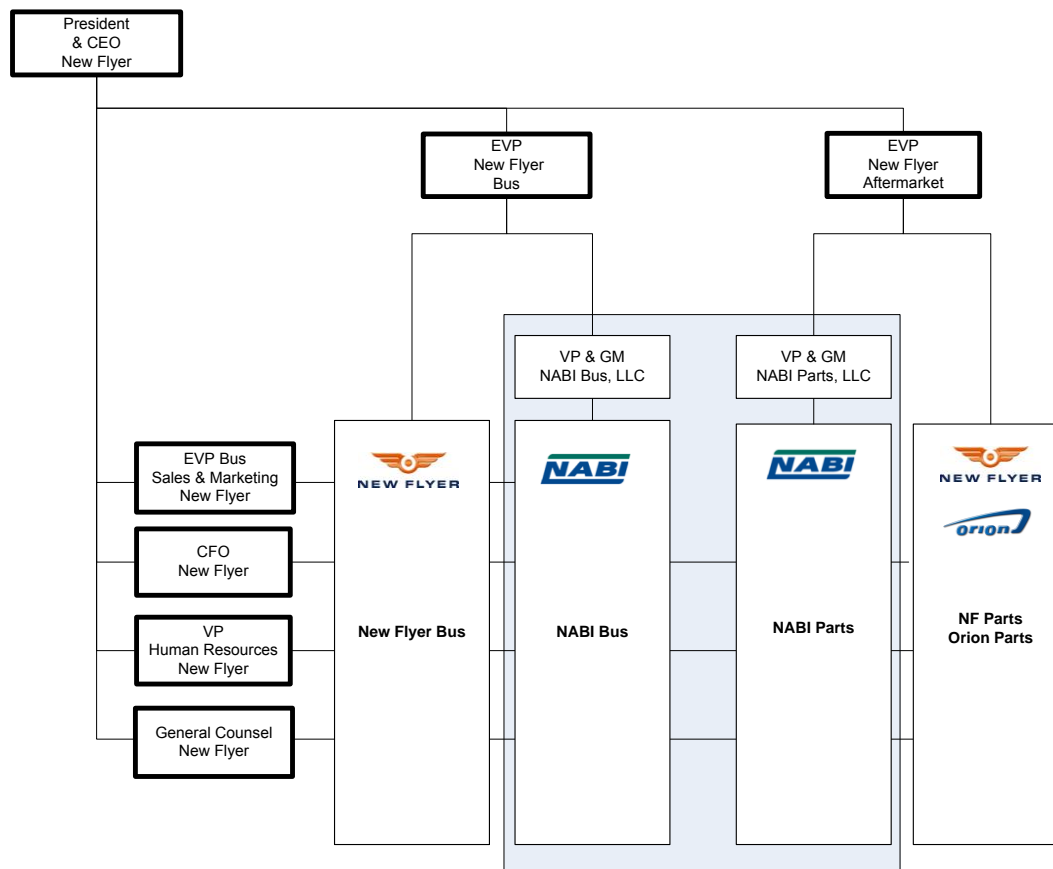 President
& CEO
New Flyer
EVP
New Flyer
Bus
EVP
New Flyer
Aftermarket
VP & GM
NABI Bus, LLC
VP & GM
NABI Parts, LLC
EVP Bus
Sales & Marketing
New Flyer
CFO
New Flyer
VP
Human Resources
New Flyer
General Counsel
New Flyer
NEW FLYER
New Flyer Bus
NABI
NABI Bus
NABI
NABI Parts
NEW FLYER
orion
NF Parts
Orion Parts